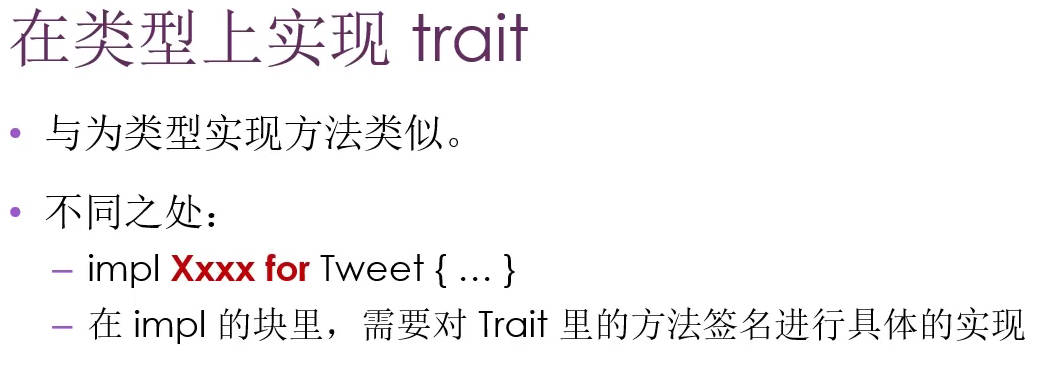 在类型上实现 trait
• 与为类型实现方法类似。
• 不同之处：
– impl Xxxx for Tweet { … }
– 在 impl 的块里，需要对 Trait 里的方法签名进行具体的实现